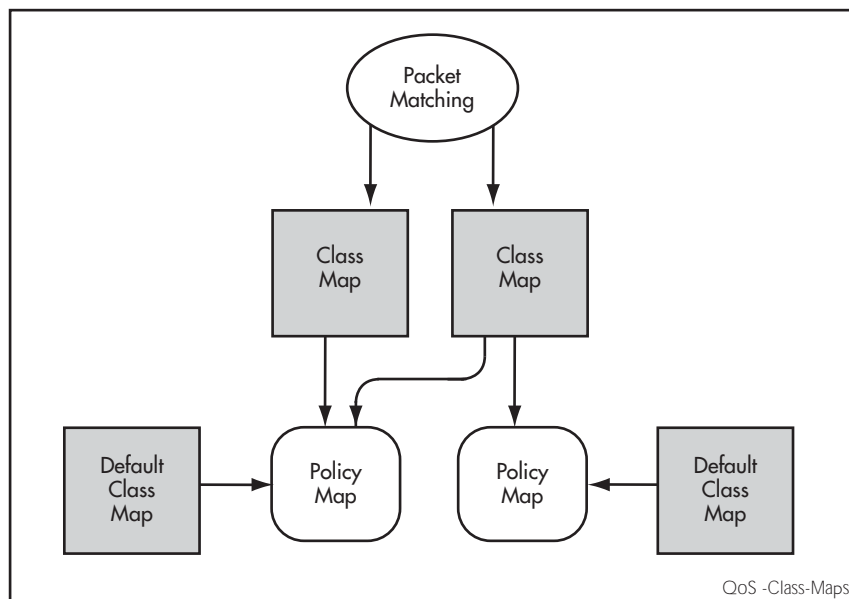 Packet
Matching
Class
Map
Class
Map
Default
Class
Map
Policy
Map
Policy
Map
Default
Class
Map
QoS -Class-Maps